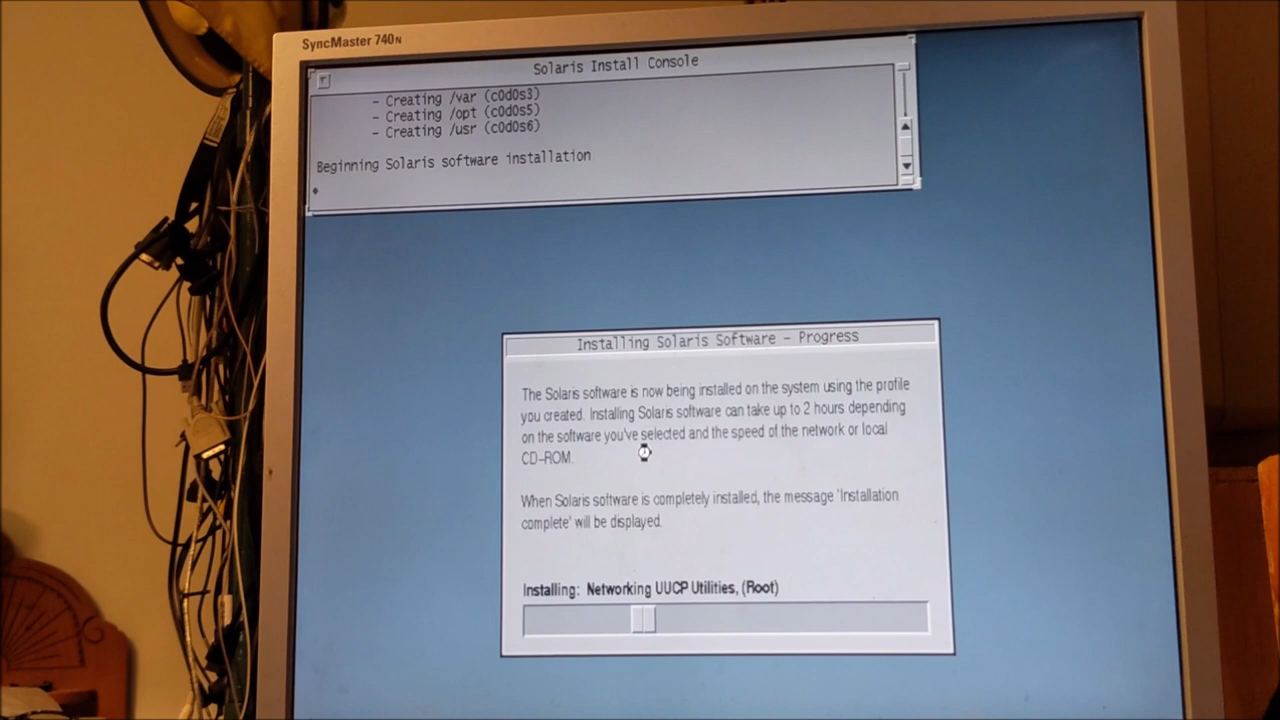 SyncMaster 740N
Solaris Install Console
- Creating /var (c0d0s3)
- Creating /opt (c0d0s5)
- Creating /usr (c0d0s6)
Beginning Solaris software installation
Installing Solaris Software - Progress
The Solaris software is now being installed on the system using the profile
you created. Installing Solaris software can take up to 2 hours depending
on the software you've selected and the speed of the network or local
CD-ROM.
When Solaris software is completely installed, the message 'Installation
complete' will be displayed.
Installing: Networking UUCP Utilities, (Root)